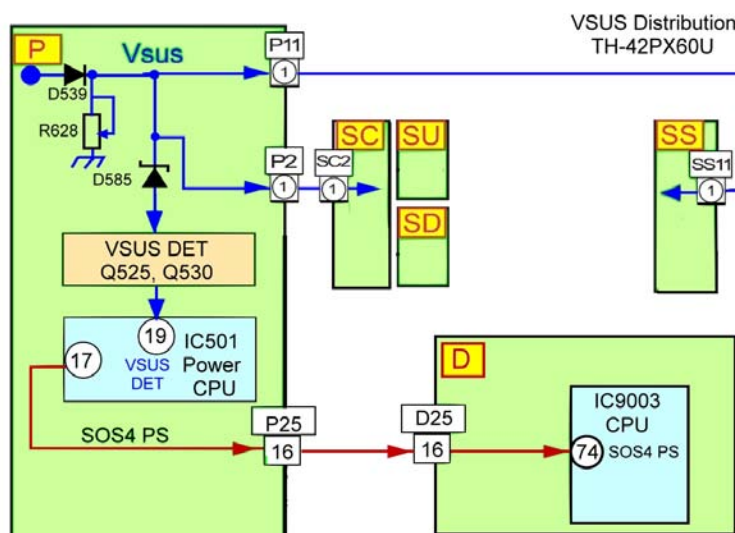 VSUS Distribution
TH-42PX60U
P
Vsus
P11
1
D539
R628
D585
P2
1
SC2
1
SC
SU
SD
SS
SS11
1
VSUS DET
Q525, Q530
19
17
IC501
Power
CPU
VSUS
DET
SOS4 PS
P25
16
D25
16
D
IC9003
CPU
74
SOS4 PS